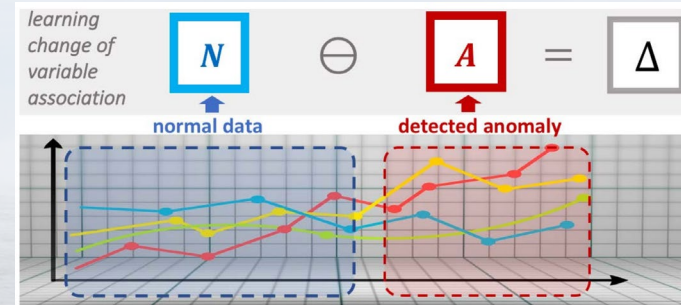 learning
change of
variable
association
N ⊖ A = Δ
normal data
detected anomaly